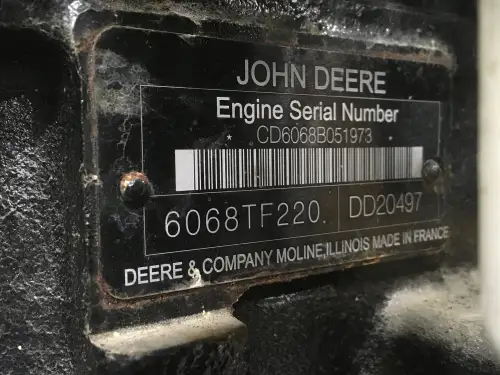 JOHN DEERE
Engine Serial Number
* CD6068B051973
6068TF220. DD20497
DEERE & COMPANY MOLINE, ILLINOIS MADE IN FRANCE